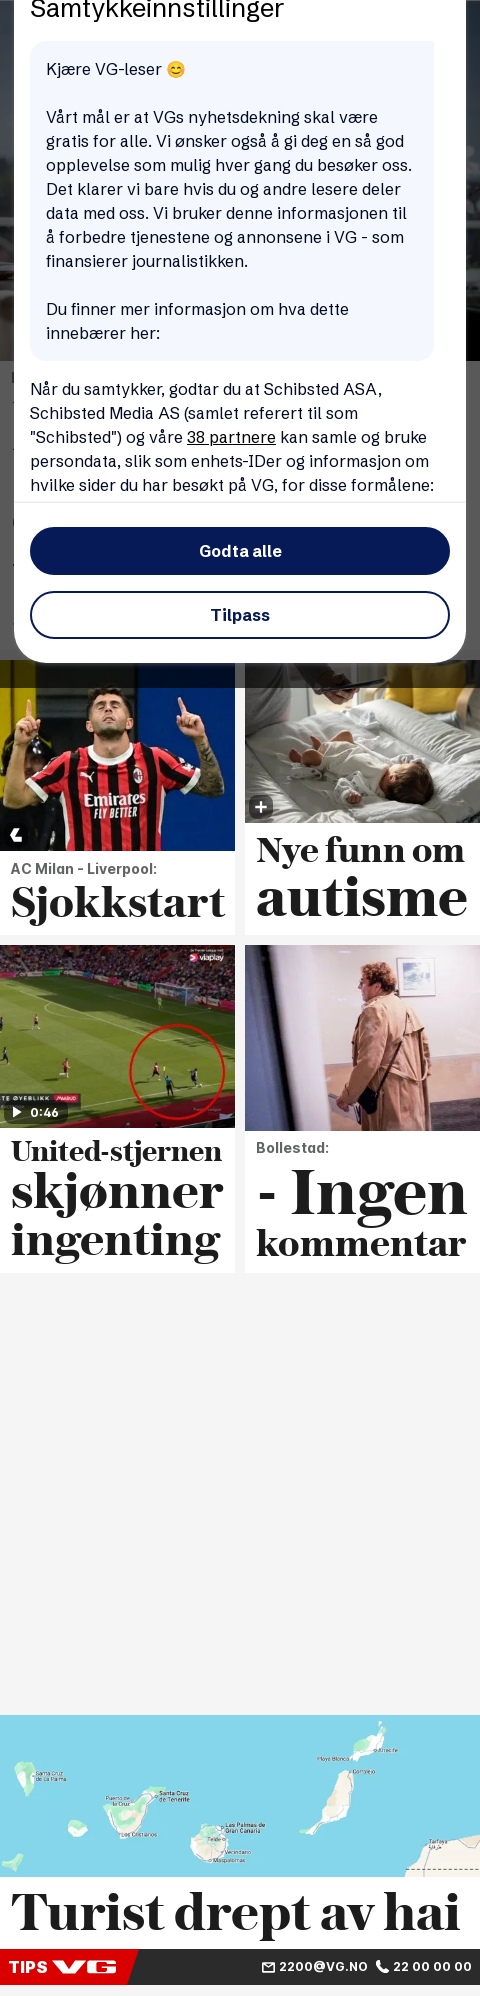 Samtykkeinnstillinger
Kjære VG-leser 😊
Vårt mål er at VGs nyhetsdekning skal være
gratis for alle. Vi ønsker også å gi deg en så god
opplevelse som mulig hver gang du besøker oss.
Det klarer vi bare hvis du og andre lesere deler
data med oss. Vi bruker denne informasjonen til
å forbedre tjenestene og annonsene i VG - som
finansierer journalistikken.
Du finner mer informasjon om hva dette
innebærer her:
Når du samtykker, godtar du at Schibsted ASA,
Schibsted Media AS (samlet referert til som
"Schibsted") og våre 38 partnere kan samle og bruke
persondata, slik som enhets-IDer og informasjon om
hvilke sider du har besøkt på VG, for disse formålene:
Godta alle
Tilpass
Emirates
FLY BETTER
AC Milan - Liverpool:
Sjokkstart
Nye funn om
autisme
viaplay
TE ØYEBLIKK
0:46
United-stjernen
skjønner
ingenting
Bollestad:
- Ingen
kommentar
Santa Cruz
de La Palma
Puerto de
la Cruz
Santa Cruz
de Tenerife
Los Cristianos
Las Palmas de
Gran Canaria
Telde
Vecindario
Maspalomas
Playa Blanca
Arrecife
Corralejo
Tarfaya
Turist drept av hai
TIPS VG
2200@VG.NO
22 00 00 00